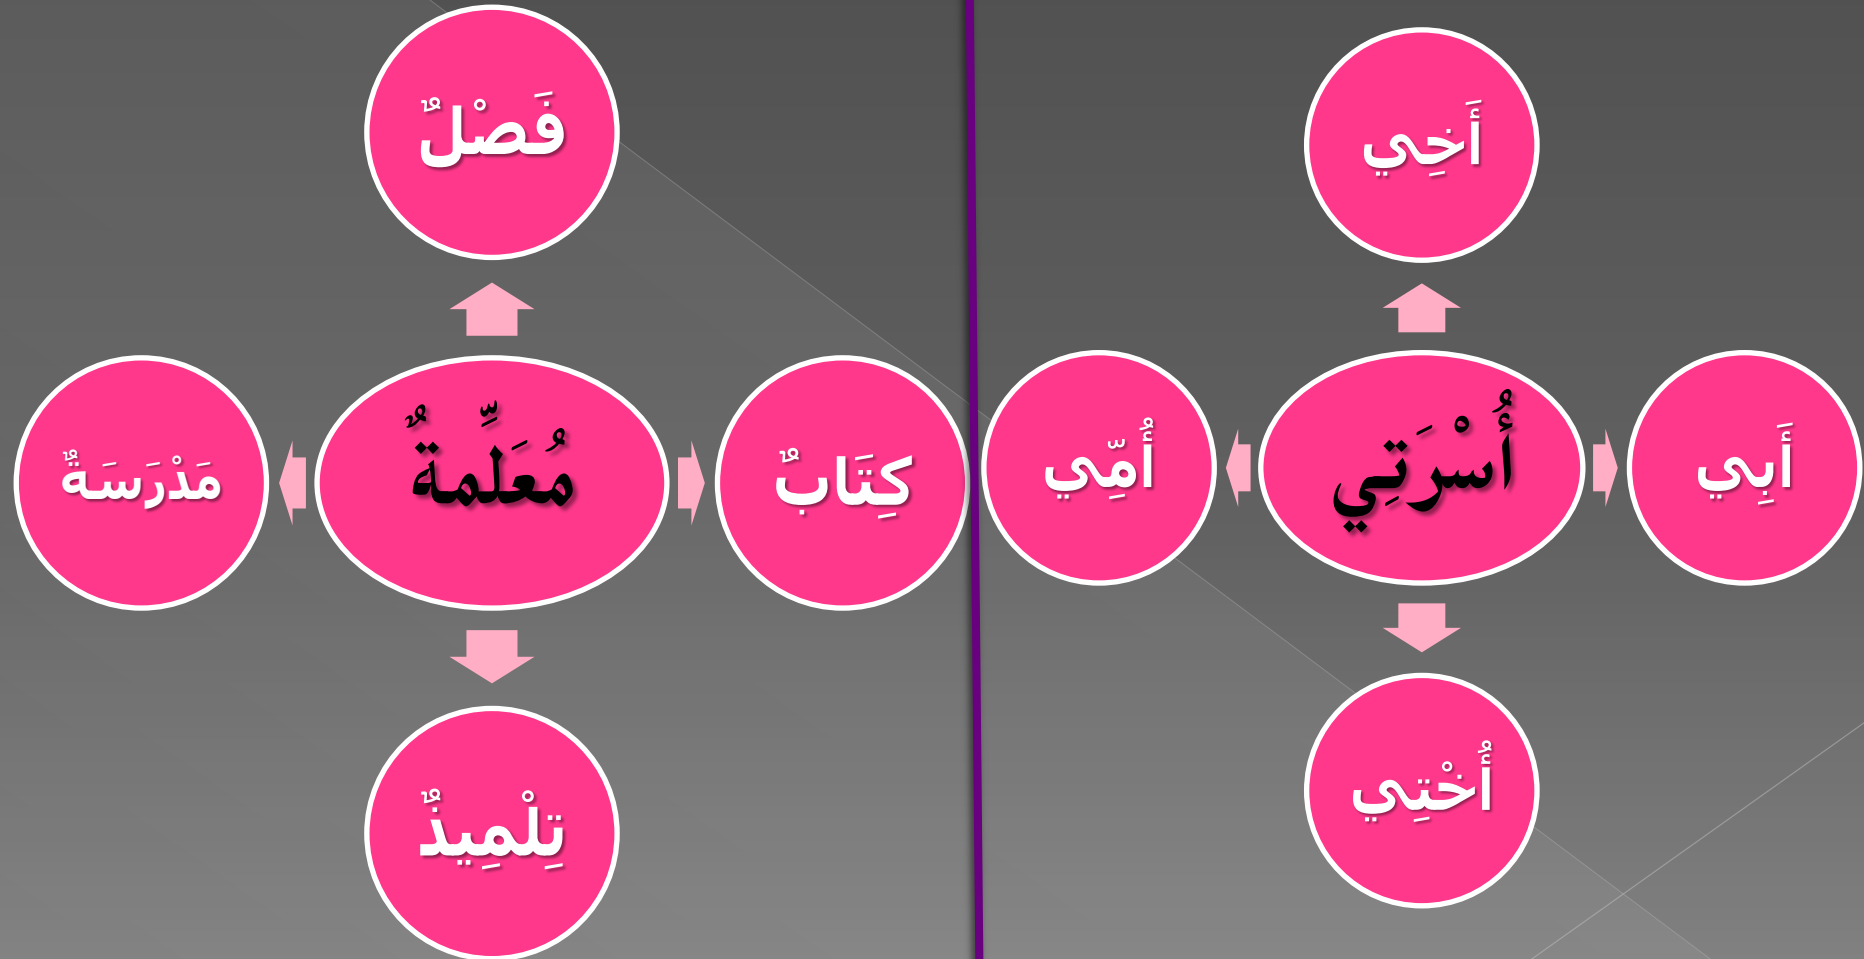 أَخِي
أَبِي
أُسْرَتِي
أُمِّي
أُخْتِي
فَصْلٌ
كِتَابٌ
مُعَلِّمَةٌ
مَدْرَسَةٌ
تِلْمِيذٌ